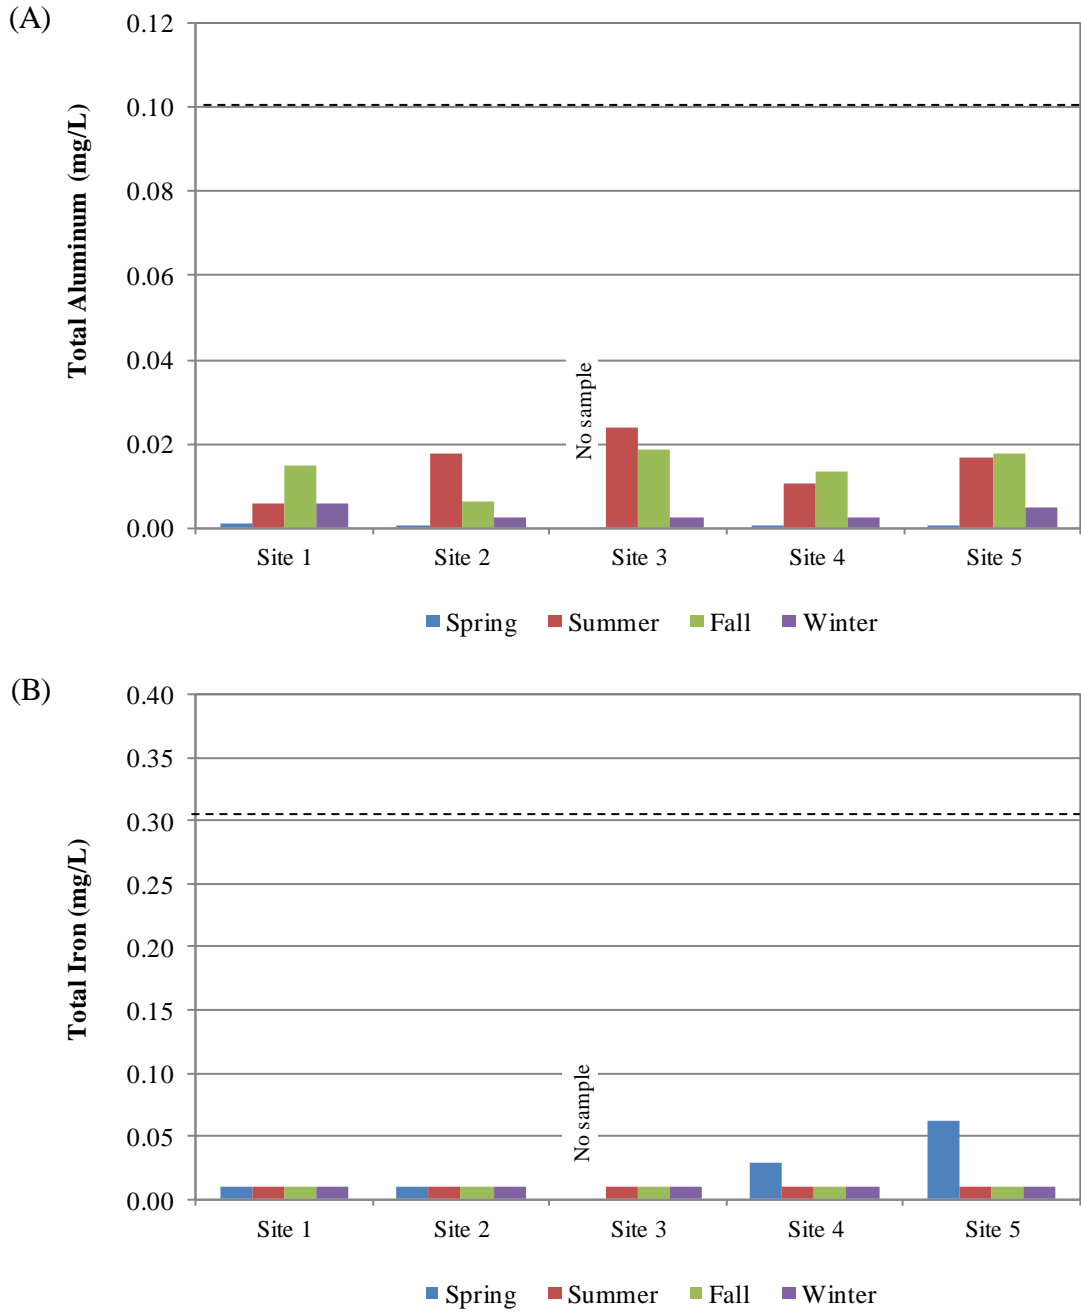 (A)
Total Aluminum (mg/L)
0.12
0.10
0.08
0.06
0.04
0.02
0.00
No sample
Site 1 Site 2 Site 3 Site 4 Site 5
Spring Summer Fall Winter
(B)
Total Iron (mg/L)
0.40
0.35
0.30
0.25
0.20
0.15
0.10
0.05
0.00
No sample
Site 1 Site 2 Site 3 Site 4 Site 5
Spring Summer Fall Winter